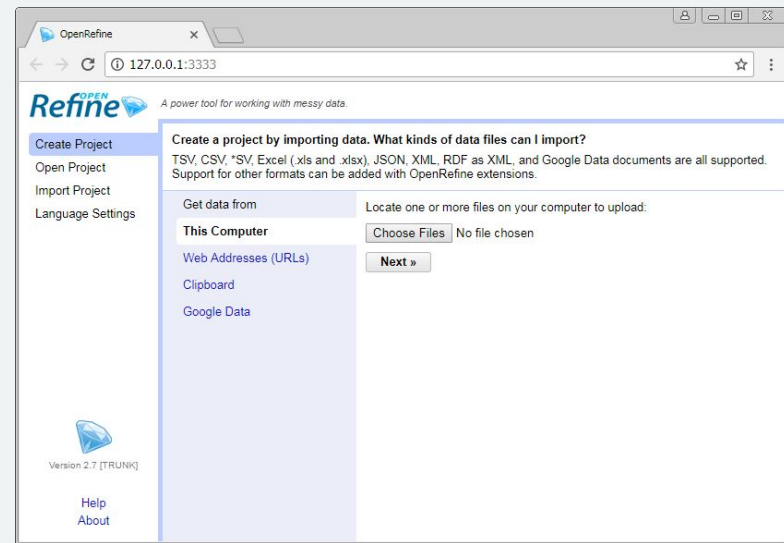 OpenRefine
127.0.0.1:3333
OPEN
Refine
A power tool for working with messy data.
Create Project
Open Project
Import Project
Language Settings
Create a project by importing data. What kinds of data files can I import?
TSV, CSV, *SV, Excel (.xls and .xlsx), JSON, XML, RDF as XML, and Google Data documents are all supported.
Support for other formats can be added with OpenRefine extensions.
Get data from
This Computer
Web Addresses (URLs)
Clipboard
Google Data
Locate one or more files on your computer to upload:
Choose Files No file chosen
Next »
Version 2.7 [TRUNK]
Help
About